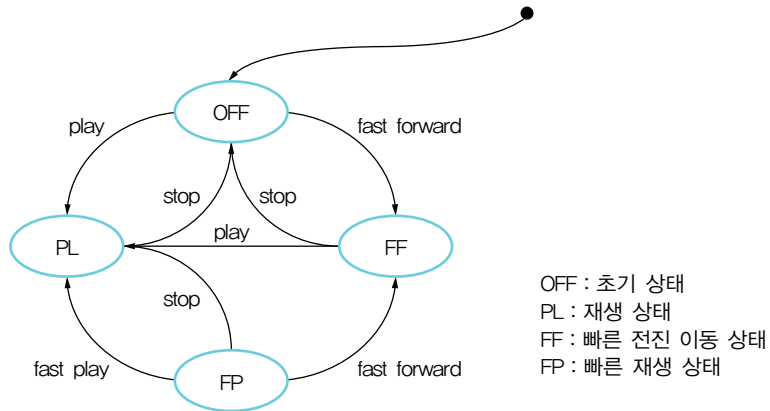 OFF
play
fast forward
stop
stop
PL
play
FF
stop
fast play
FP
fast forward
OFF : 초기 상태
PL : 재생 상태
FF : 빠른 전진 이동 상태
FP : 빠른 재생 상태